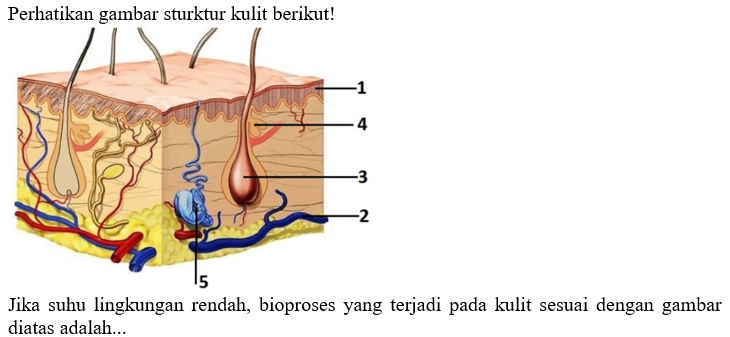 Perhatikan gambar sturktur kulit berikut!
1
4
3
2
5
Jika suhu lingkungan rendah, bioproses yang terjadi pada kulit sesuai dengan gambar
diatas adalah...